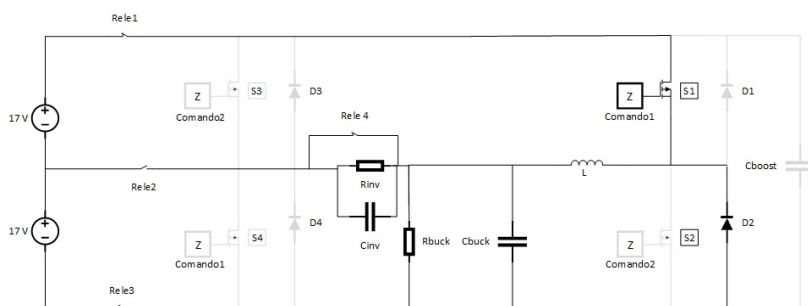 Rele1
S3
D3
S1
D1
Z
Z
Comando2
Comando1
17 V
Rele 4
Rele2
Rinv
L
Cboost
Cinv
17 V
S4
D4
Rbuck
Cbuck
S2
D2
Z
Z
Comando1
Comando2
Rele3